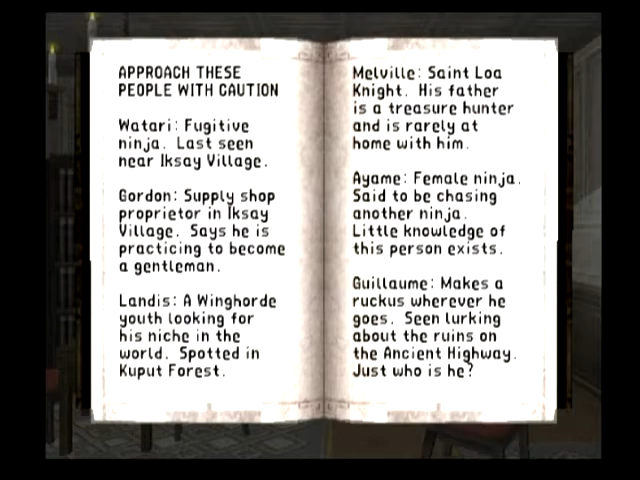 APPROACH THESE
PEOPLE WITH CAUTION
Watari: Fugitive
ninja. Last seen
near Iksay Village.
Gordon: Supply shop
proprietor in Iksay
Village. Says he is
practicing to become
a gentleman.
Landis: A Winghorde
youth looking for
his niche in the
world. Spotted in
Kuput Forest.
Melville: Saint Loa
Knight. His father
is a treasure hunter
and is rarely at
home with him.
Ayame: Female ninja.
Said to be chasing
another ninja.
Little knowledge of
this person exists.
Guillaume: Makes a
ruckus wherever he
goes. Seen lurking
about the ruins on
the Ancient Highway.
Just who is he?